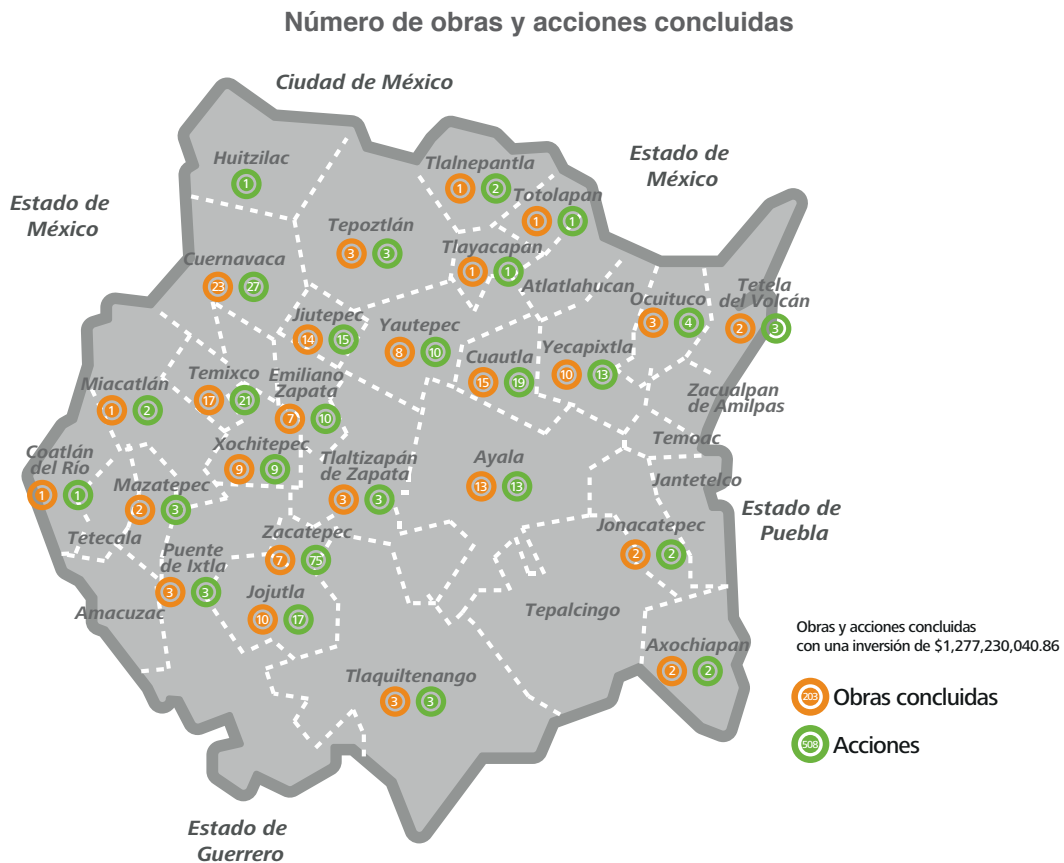 Número de obras y acciones concluidas
Ciudad de México
Estado de
México
Estado de
México
Huitzilac
1
Tlalnepantla
1 2
Totolapan
1 1
Tepoztlán
3 3
Tlayacapan
1 1
Cuernavaca
23 27
Atlatlahucan
Ocuituco
3 4
Tetela
del Volcán
2 3
Jiutepec
14 15
Yautepec
8 10
Cuautla
15 19
Yecapixtla
10 13
Miacatlán
1 2
Temixco
17 21
Emiliano
Zapata
7 10
Zacualpan
de Amilpas
Temoac
Coatlán
del Río
1 1
Mazatepec
2 3
Xochitepec
9 9
Tlaltizapán
de Zapata
3 3
Ayala
13 13
Jantetelco
Estado de
Puebla
Tetecala
Puente
de Ixtla
3 3
Zacatepec
7 75
Jonacatepec
2 2
Amacuzac
Jojutla
10 17
Tepalcingo
Axochiapan
2 2
Tlaquiltenango
3 3
Estado de
Guerrero
Obras y acciones concluidas
con una inversión de $1,277,230,040.86
203 Obras concluidas
508 Acciones